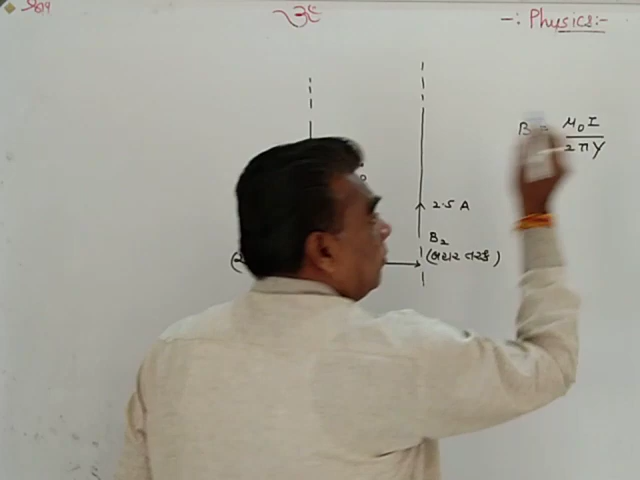 ૐ
-: Physics :-
B = μ₀I / 2πY
2.5 A
B₂
(બહાર તરફ)